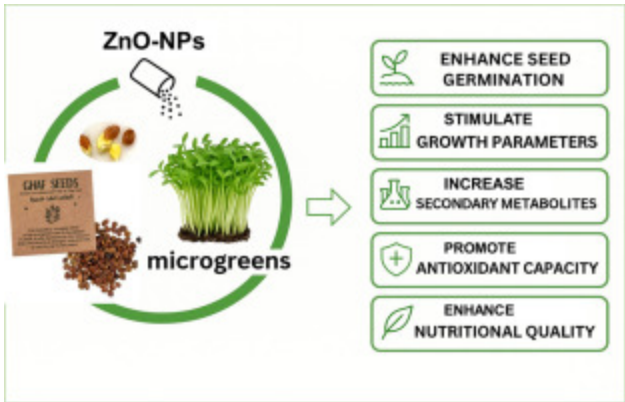 ZnO-NPs
GHAF SEEDS
microgreens
ENHANCE SEED
GERMINATION
STIMULATE
GROWTH PARAMETERS
INCREASE
SECONDARY METABOLITES
PROMOTE
ANTIOXIDANT CAPACITY
ENHANCE
NUTRITIONAL QUALITY